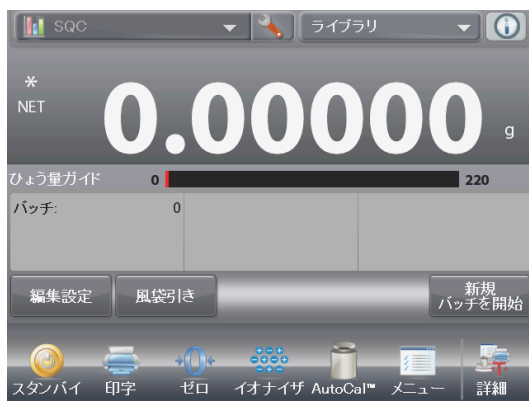 SQC
ライブラリ
*
NET
0.00000 g
ひょう量ガイド 0 220
バッチ: 0
編集設定 風袋引き
新規
バッチを開始
スタンバイ 印字 ゼロ イオナイザ AutoCal™ メニュー 詳細